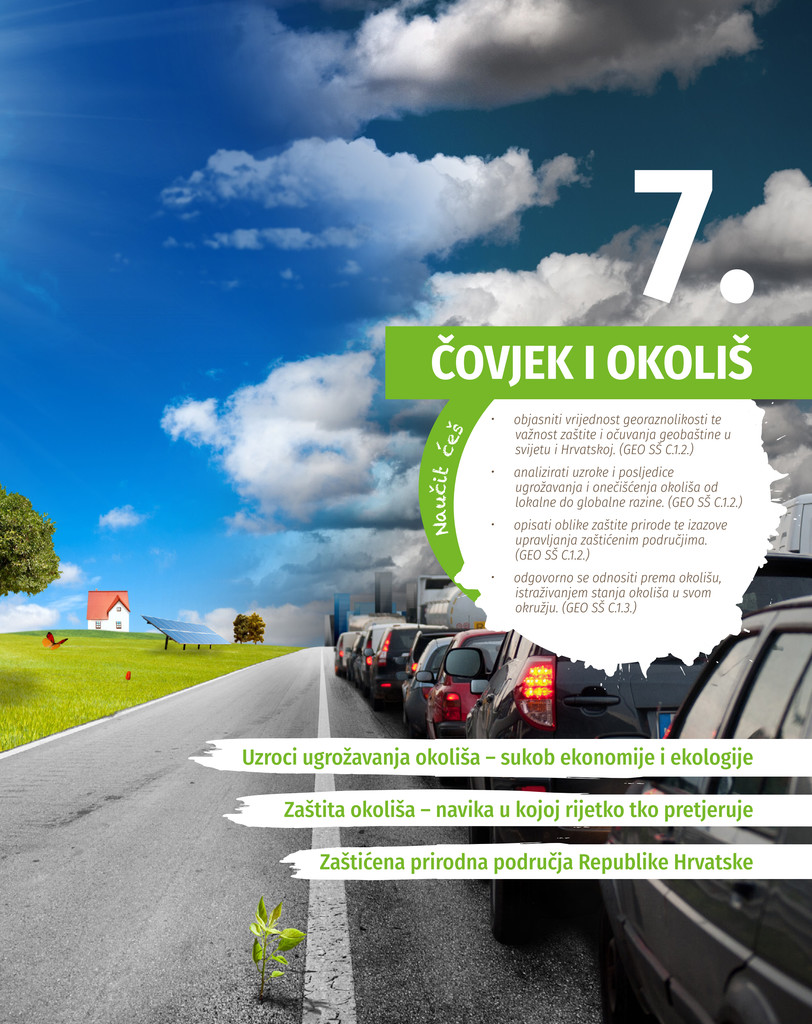 7.
ČOVJEK I OKOLIŠ
Naučit ćeš
• objasniti vrijednost georaznolikosti te
važnost zaštite i očuvanja geobaštine u
svijetu i Hrvatskoj. (GEO SŠ C.1.2.)
• analizirati uzroke i posljedice
ugrožavanja i onečišćenja okoliša od
lokalne do globalne razine. (GEO SŠ C.1.2.)
• opisati oblike zaštite prirode te izazove
upravljanja zaštićenim područjima.
(GEO SŠ C.1.2.)
• odgovorno se odnositi prema okolišu,
istraživanjem stanja okoliša u svom
okružju. (GEO SŠ C.1.3.)
Uzroci ugrožavanja okoliša – sukob ekonomije i ekologije
Zaštita okoliša – navika u kojoj rijetko tko pretjeruje
Zaštićena prirodna područja Republike Hrvatske